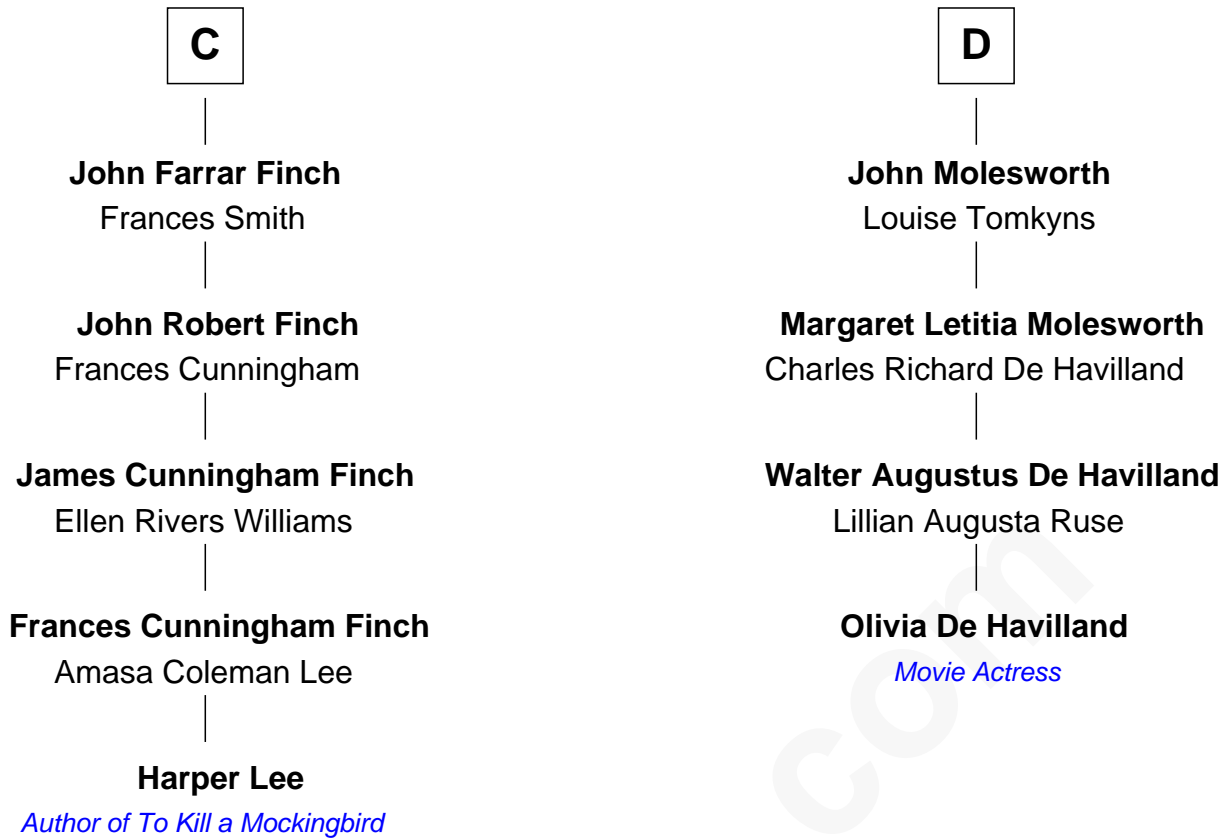 C
John Farrar Finch
Frances Smith
John Robert Finch
Frances Cunningham
James Cunningham Finch
Ellen Rivers Williams
Frances Cunningham Finch
Amasa Coleman Lee
Harper Lee
Author of To Kill a Mockingbird
D
John Molesworth
Louise Tomkyns
Margaret Letitia Molesworth
Charles Richard De Havilland
Walter Augustus De Havilland
Lillian Augusta Ruse
Olivia De Havilland
Movie Actress
com